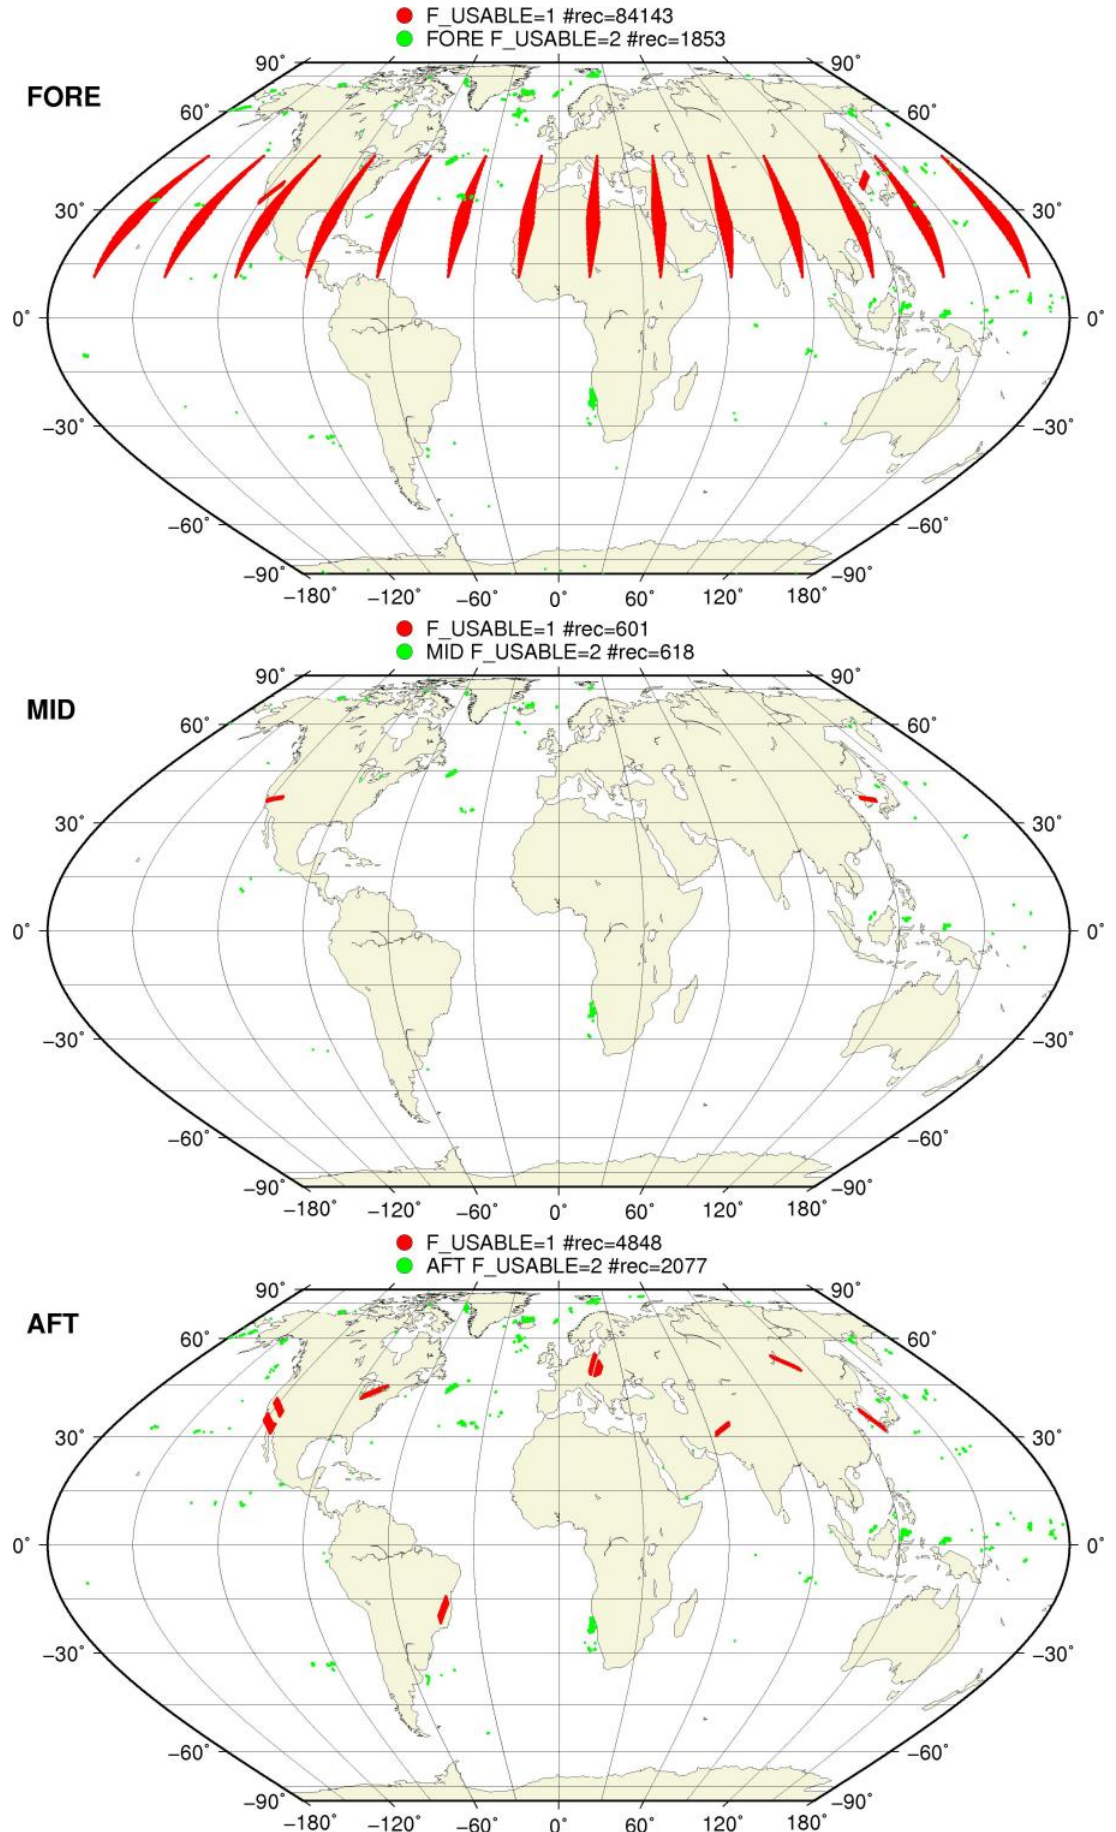 F_USABLE=1 #rec=84143
FORE F_USABLE=2 #rec=1853
FORE
90˚ 90˚
60˚ 60˚
30˚ 30˚
0˚ 0˚
−30˚ −30˚
−60˚ −60˚
−90˚ −90˚
−180˚ −120˚ −60˚ 0˚ 60˚ 120˚ 180˚
F_USABLE=1 #rec=601
MID F_USABLE=2 #rec=618
MID
90˚ 90˚
60˚ 60˚
30˚ 30˚
0˚ 0˚
−30˚ −30˚
−60˚ −60˚
−90˚ −90˚
−180˚ −120˚ −60˚ 0˚ 60˚ 120˚ 180˚
F_USABLE=1 #rec=4848
AFT F_USABLE=2 #rec=2077
AFT
90˚ 90˚
60˚ 60˚
30˚ 30˚
0˚ 0˚
−30˚ −30˚
−60˚ −60˚
−90˚ −90˚
−180˚ −120˚ −60˚ 0˚ 60˚ 120˚ 180˚